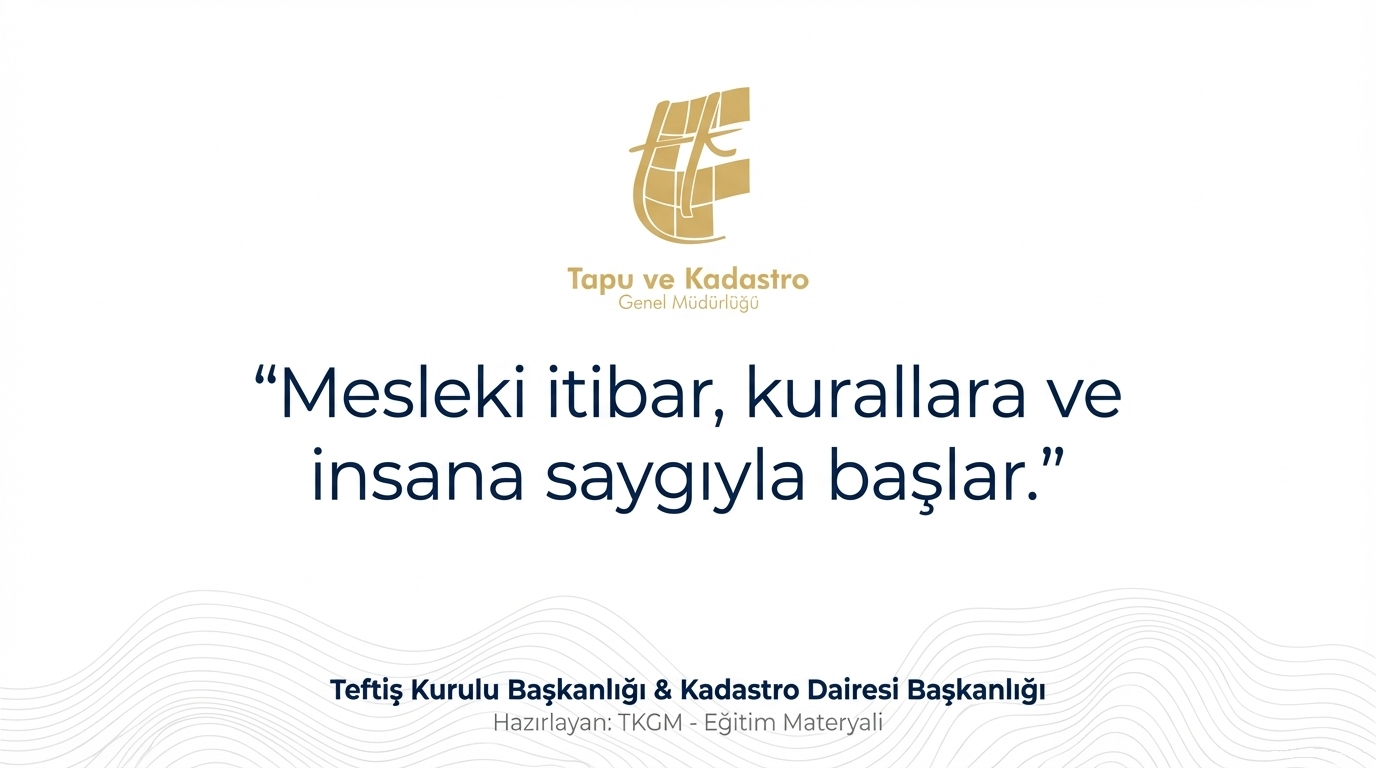 Tapu ve Kadastro
Genel Müdürlüğü
“Mesleki itibar, kurallara ve
insana saygıyla başlar.”
Teftiş Kurulu Başkanlığı & Kadastro Dairesi Başkanlığı
Hazırlayan: TKGM - Eğitim Materyali